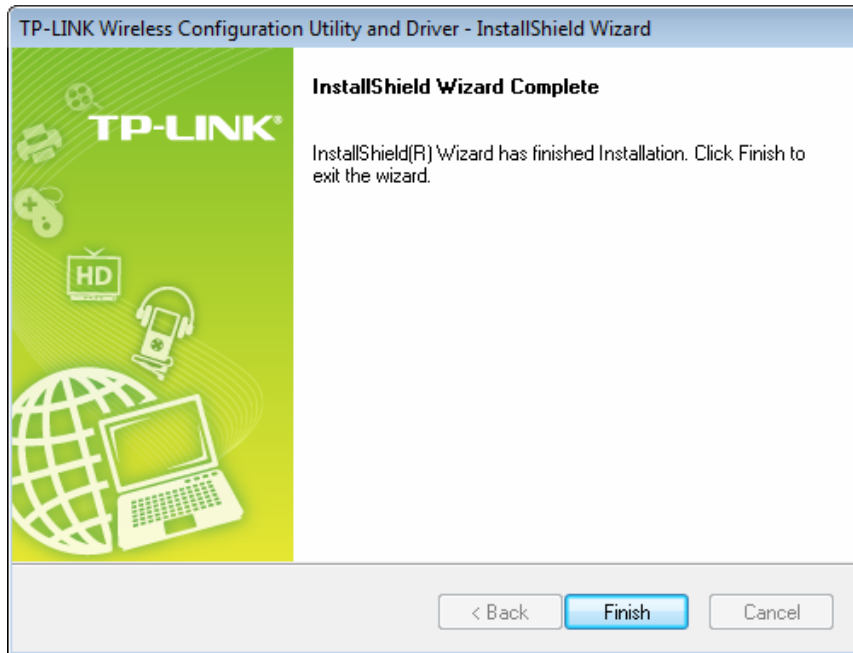 TP-LINK Wireless Configuration Utility and Driver - InstallShield Wizard
TP-LINK®
HD
InstallShield Wizard Complete
InstallShield(R) Wizard has finished Installation. Click Finish to
exit the wizard.
< Back
Finish
Cancel